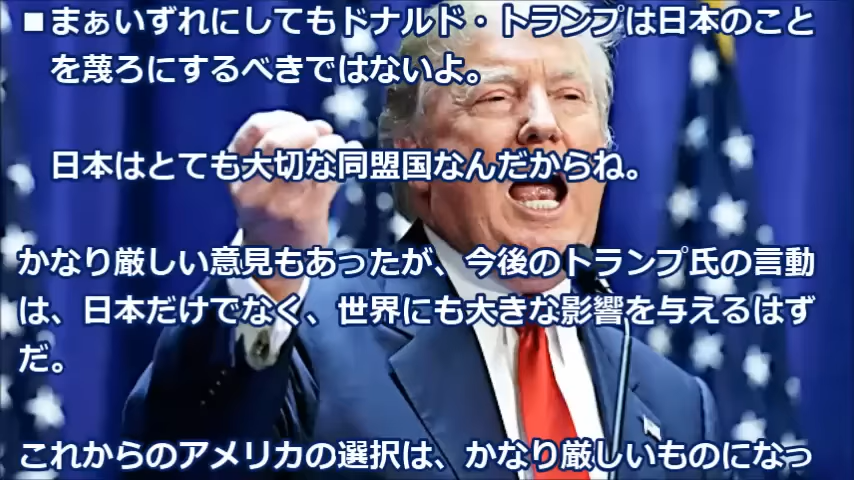 ■まぁいずれにしてもドナルド・トランプは日本のこと
を蔑ろにするべきではないよ。
日本はとても大切な同盟国なんだからね。
かなり厳しい意見もあったが、今後のトランプ氏の言動
は、日本だけでなく、世界にも大きな影響を与えるはず
だ。
これからのアメリカの選択は、かなり厳しいものになっ